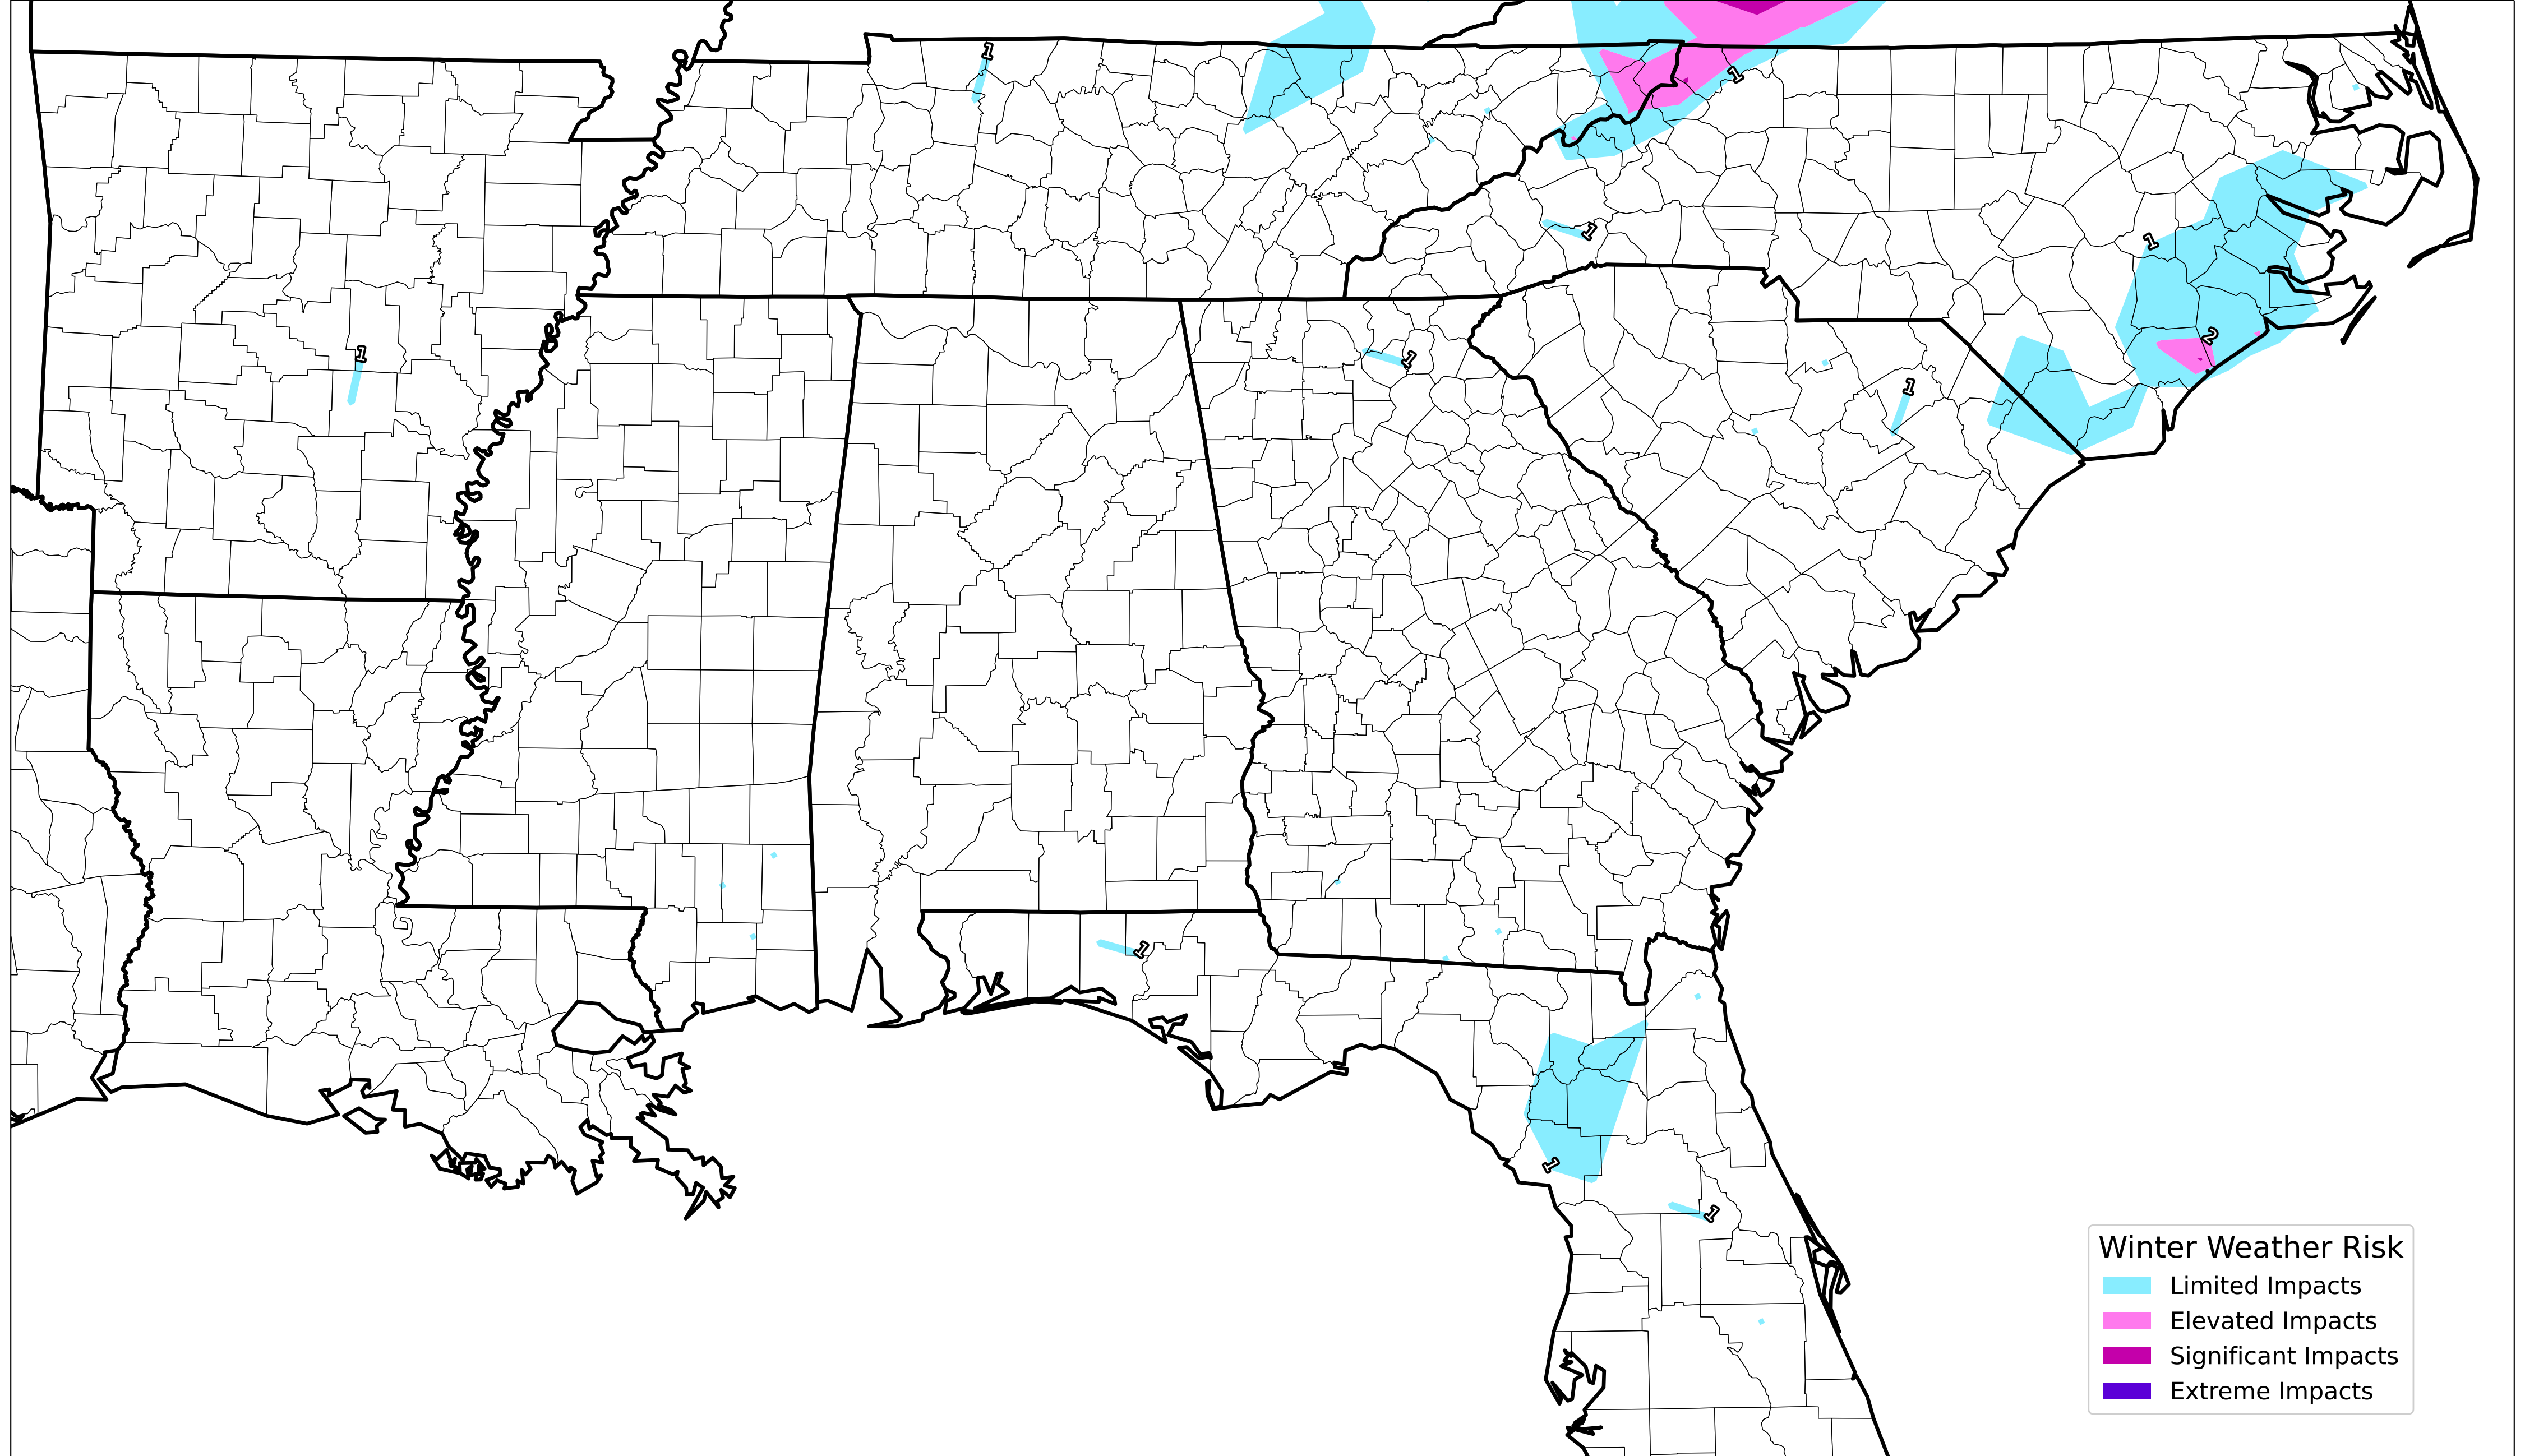 1
1
1
1
2
1
1
1
1
1
1
Winter Weather Risk
Limited Impacts
Elevated Impacts
Significant Impacts
Extreme Impacts